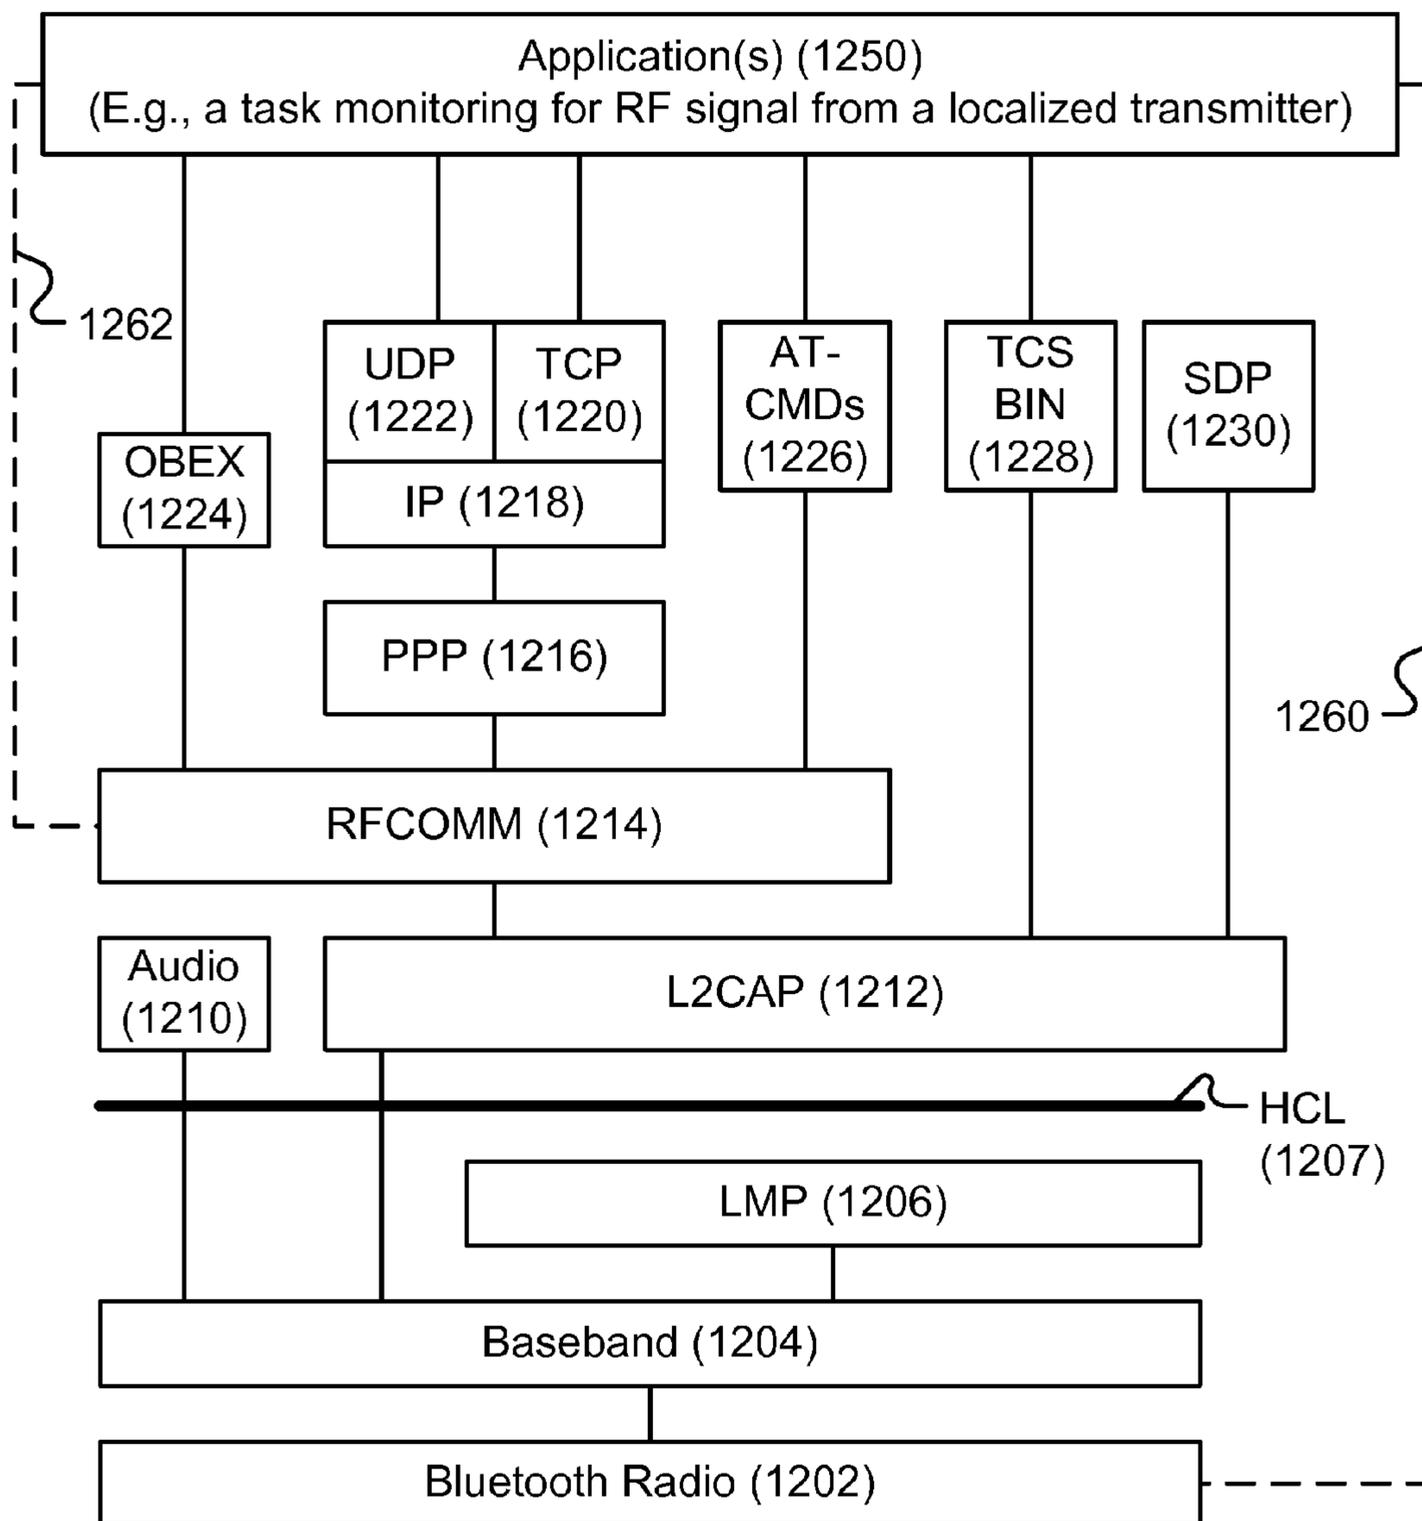 Application(s) (1250)
(E.g., a task monitoring for RF signal from a localized transmitter)
1262
UDP
(1222)
TCP
(1220)
AT-
CMDs
(1226)
TCS
BIN
(1228)
SDP
(1230)
OBEX
(1224)
IP (1218)
PPP (1216)
1260
RFCOMM (1214)
Audio
(1210)
L2CAP (1212)
HCL
(1207)
LMP (1206)
Baseband (1204)
Bluetooth Radio (1202)